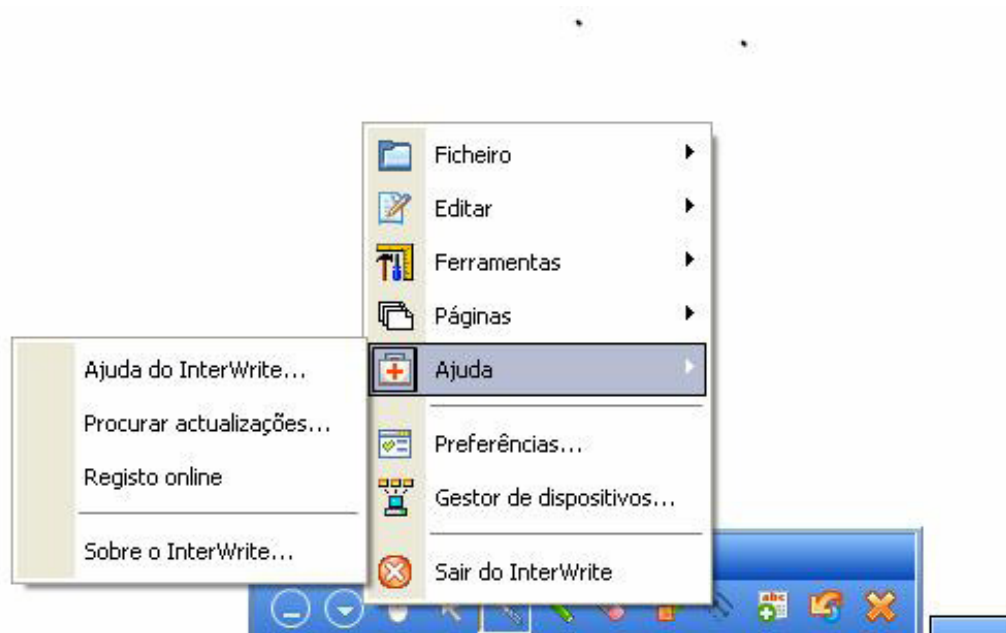 Ficheiro
Editar
Ferramentas
Páginas
Ajuda
Preferências...
Gestor de dispositivos...
Sair do InterWrite
Ajuda do InterWrite...
Procurar actualizações...
Registo online
Sobre o InterWrite...
abc